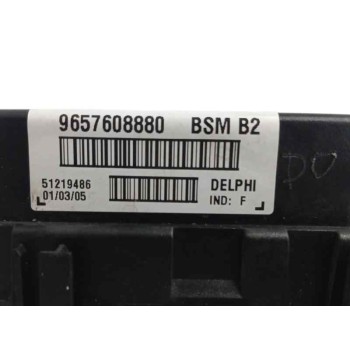 9657608880 BSM B2
51219486 DELPHI
01/03/05 IND: F